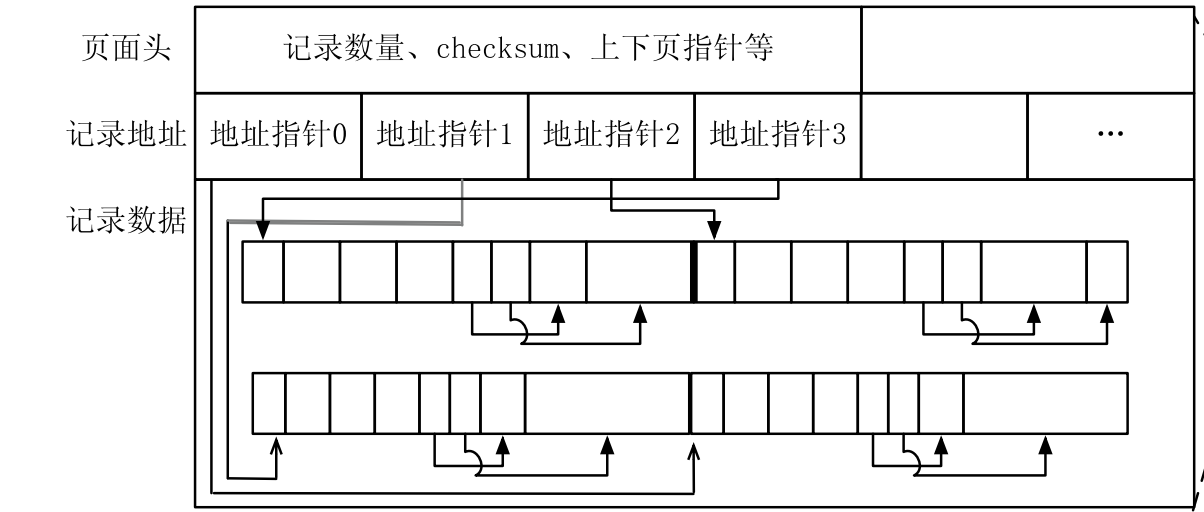 页面头 记录数量、checksum、上下页指针等
记录地址 地址指针0 地址指针1 地址指针2 地址指针3 …
记录数据